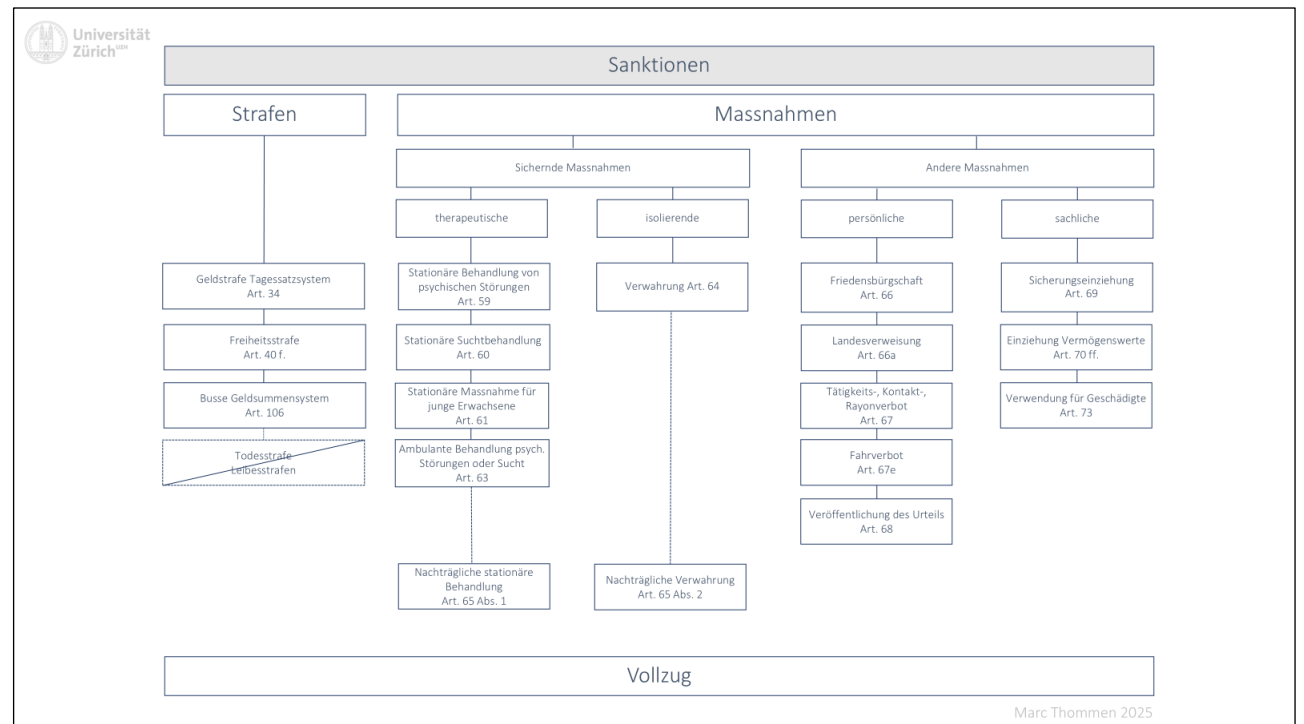 Universität
Zürich UZH
Sanktionen
Strafen
Massnahmen
Sichernde Massnahmen
Andere Massnahmen
therapeutische
isolierende
persönliche
sachliche
Geldstrafe Tagessatzsystem
Art. 34
Freiheitsstrafe
Art. 40 f.
Busse Geldsummensystem
Art. 106
Todesstrafe
Leibesstrafen
Stationäre Behandlung von
psychischen Störungen
Art. 59
Stationäre Suchtbehandlung
Art. 60
Stationäre Massnahme für
junge Erwachsene
Art. 61
Ambulante Behandlung psych.
Störungen oder Sucht
Art. 63
Nachträgliche stationäre
Behandlung
Art. 65 Abs. 1
Verwahrung Art. 64
Nachträgliche Verwahrung
Art. 65 Abs. 2
Friedensbürgschaft
Art. 66
Landesverweisung
Art. 66a
Tätigkeits-, Kontakt-,
Rayonverbot
Art. 67
Fahrverbot
Art. 67e
Veröffentlichung des Urteils
Art. 68
Sicherungseinziehung
Art. 69
Einziehung Vermögenswerte
Art. 70 ff.
Verwendung für Geschädigte
Art. 73
Vollzug
Marc Thommen 2025